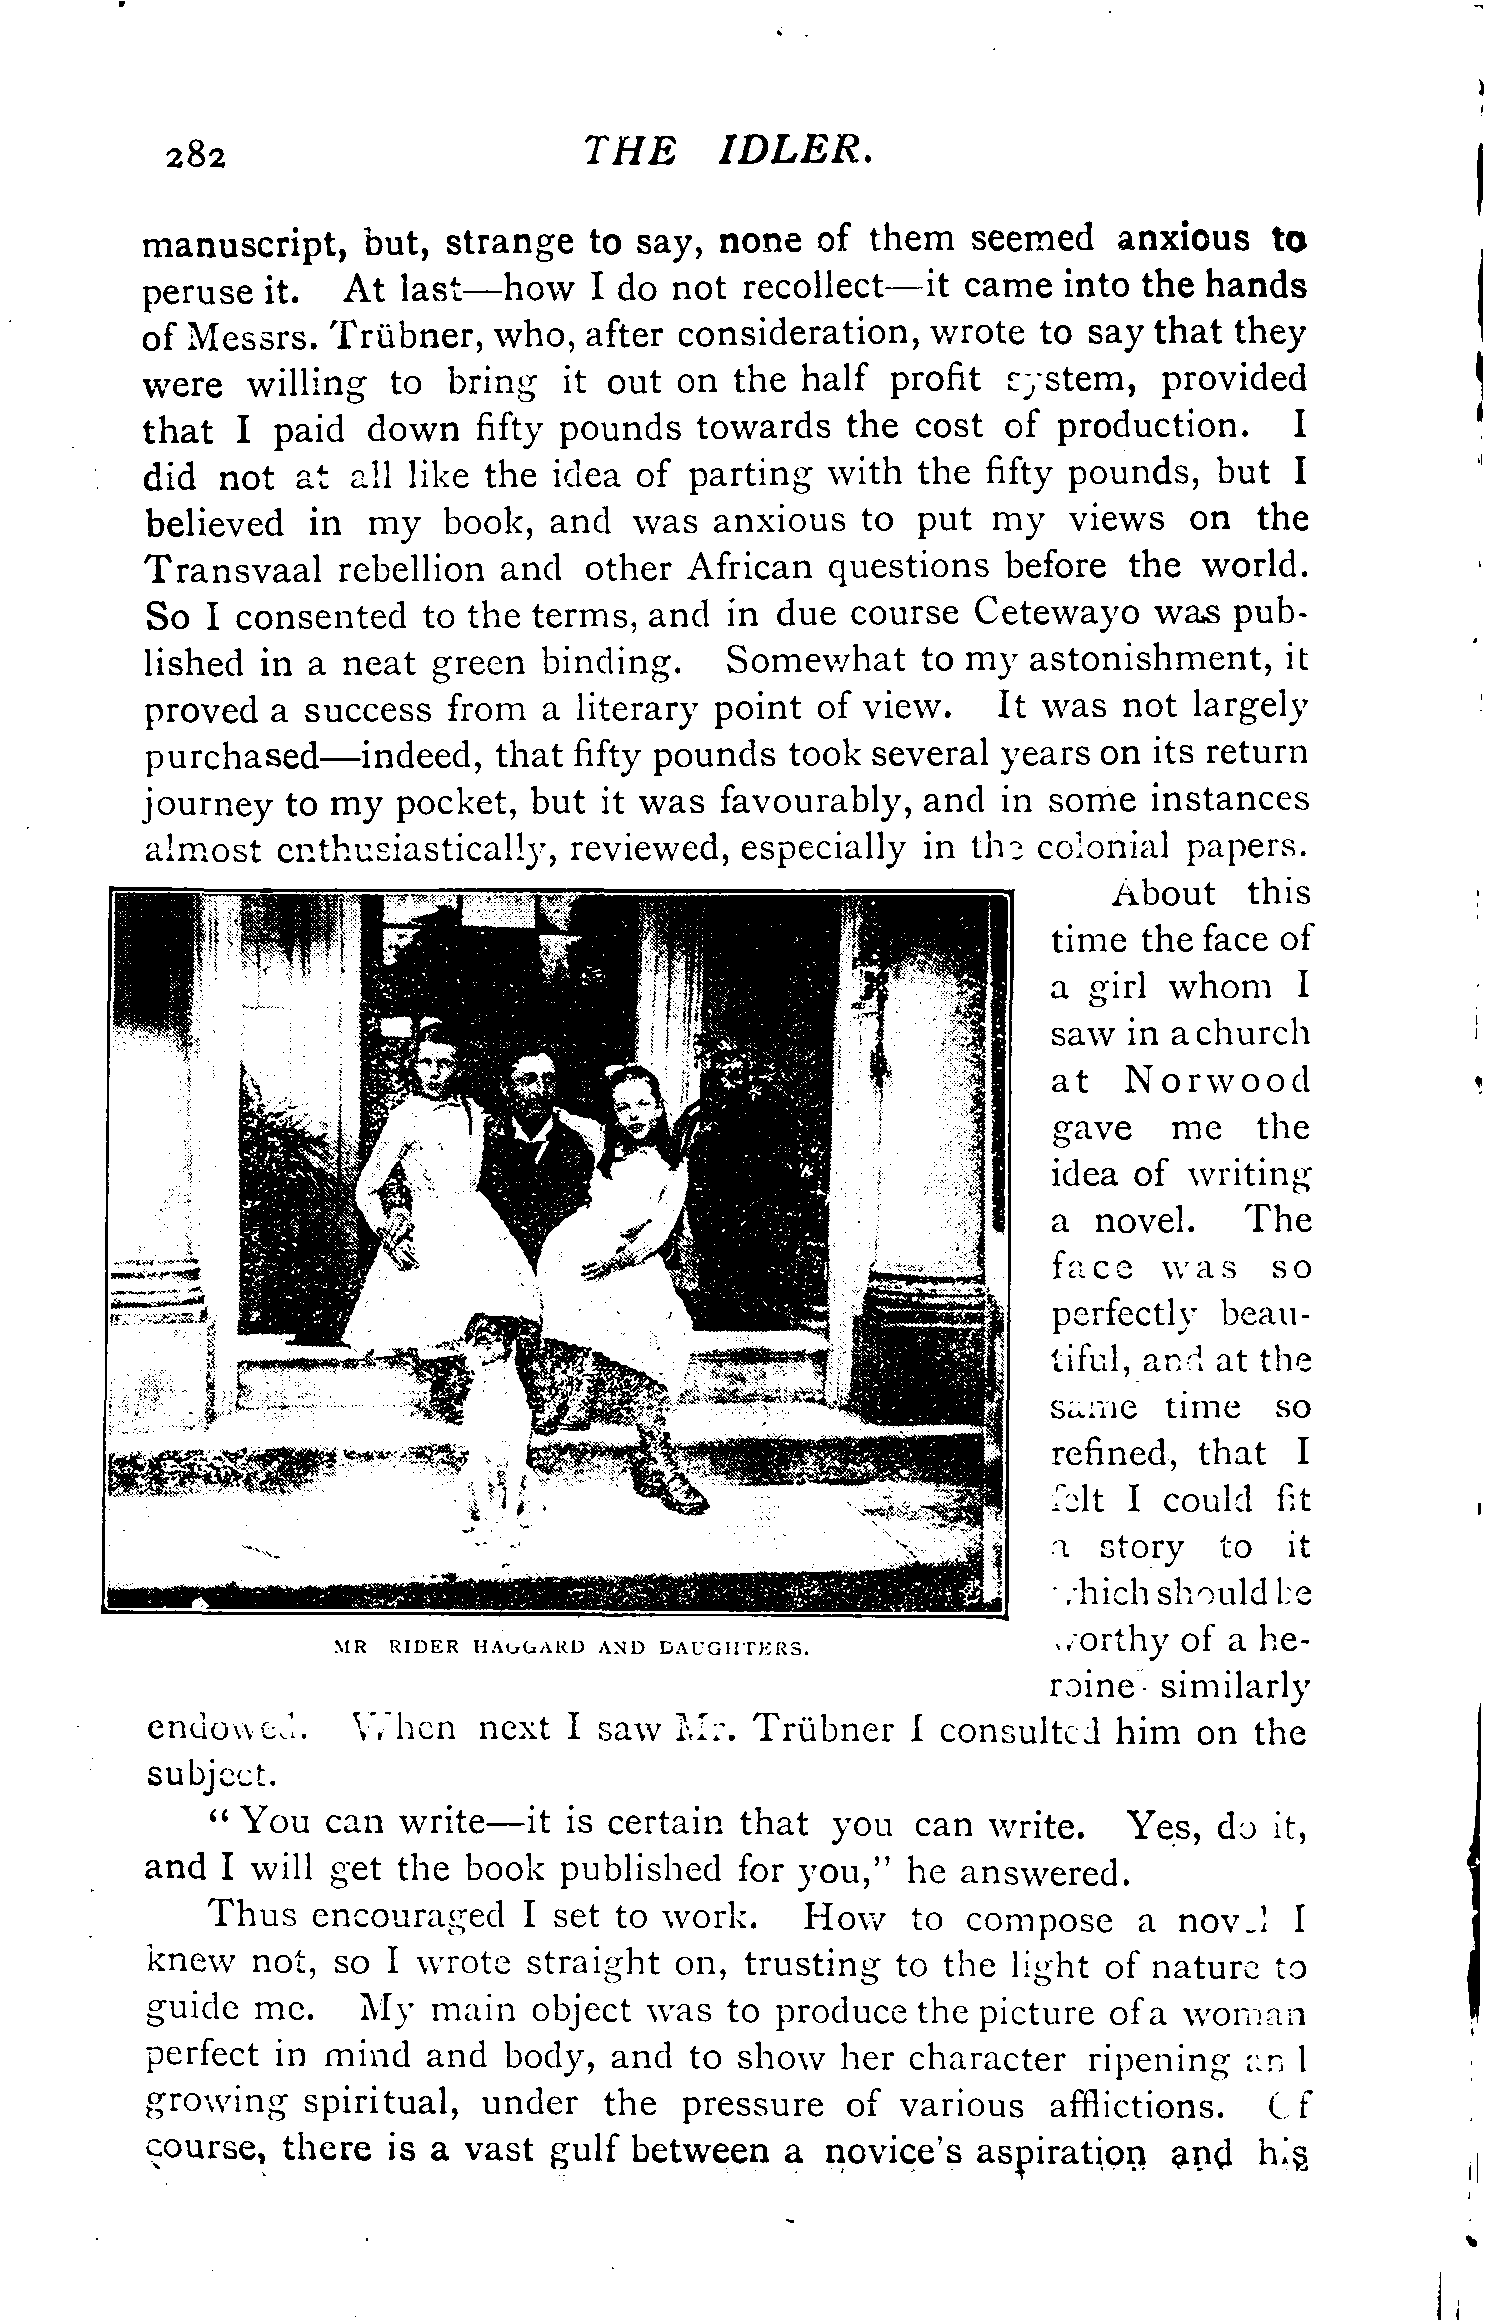 282 THE IDLER.
manuscript, but, strange to say, none of them seemed anxious to
peruse it. At last—how I do not recollect—it came into the hands
of Messrs. Trübner, who, after consideration, wrote to say that they
were willing to bring it out on the half profit system, provided
that I paid down fifty pounds towards the cost of production. I
did not at all like the idea of parting with the fifty pounds, but I
believed in my book, and was anxious to put my views on the
Transvaal rebellion and other African questions before the world.
So I consented to the terms, and in due course Cetewayo was pub-
lished in a neat green binding. Somewhat to my astonishment, it
proved a success from a literary point of view. It was not largely
purchased—indeed, that fifty pounds took several years on its return
journey to my pocket, but it was favourably, and in some instances
almost enthusiastically, reviewed, especially in the colonial papers.
About this
time the face of
a girl whom I
saw in a church
at Norwood
gave me the
idea of writing
a novel. The
face was so
perfectly beau-
tiful, and at the
same time so
refined, that I
felt I could fit
a story to it
which should be
worthy of a he-
roine similarly
MR RIDER HAGGARD AND DAUGHTERS.
endowed. When next I saw Mr. Trübner I consulted him on the
subject.
“You can write—it is certain that you can write. Yes, do it,
and I will get the book published for you,” he answered.
Thus encouraged I set to work. How to compose a novel I
knew not, so I wrote straight on, trusting to the light of nature to
guide me. My main object was to produce the picture of a woman
perfect in mind and body, and to show her character ripening and
growing spiritual, under the pressure of various afflictions. Of
course, there is a vast gulf between a novice’s aspiration and his